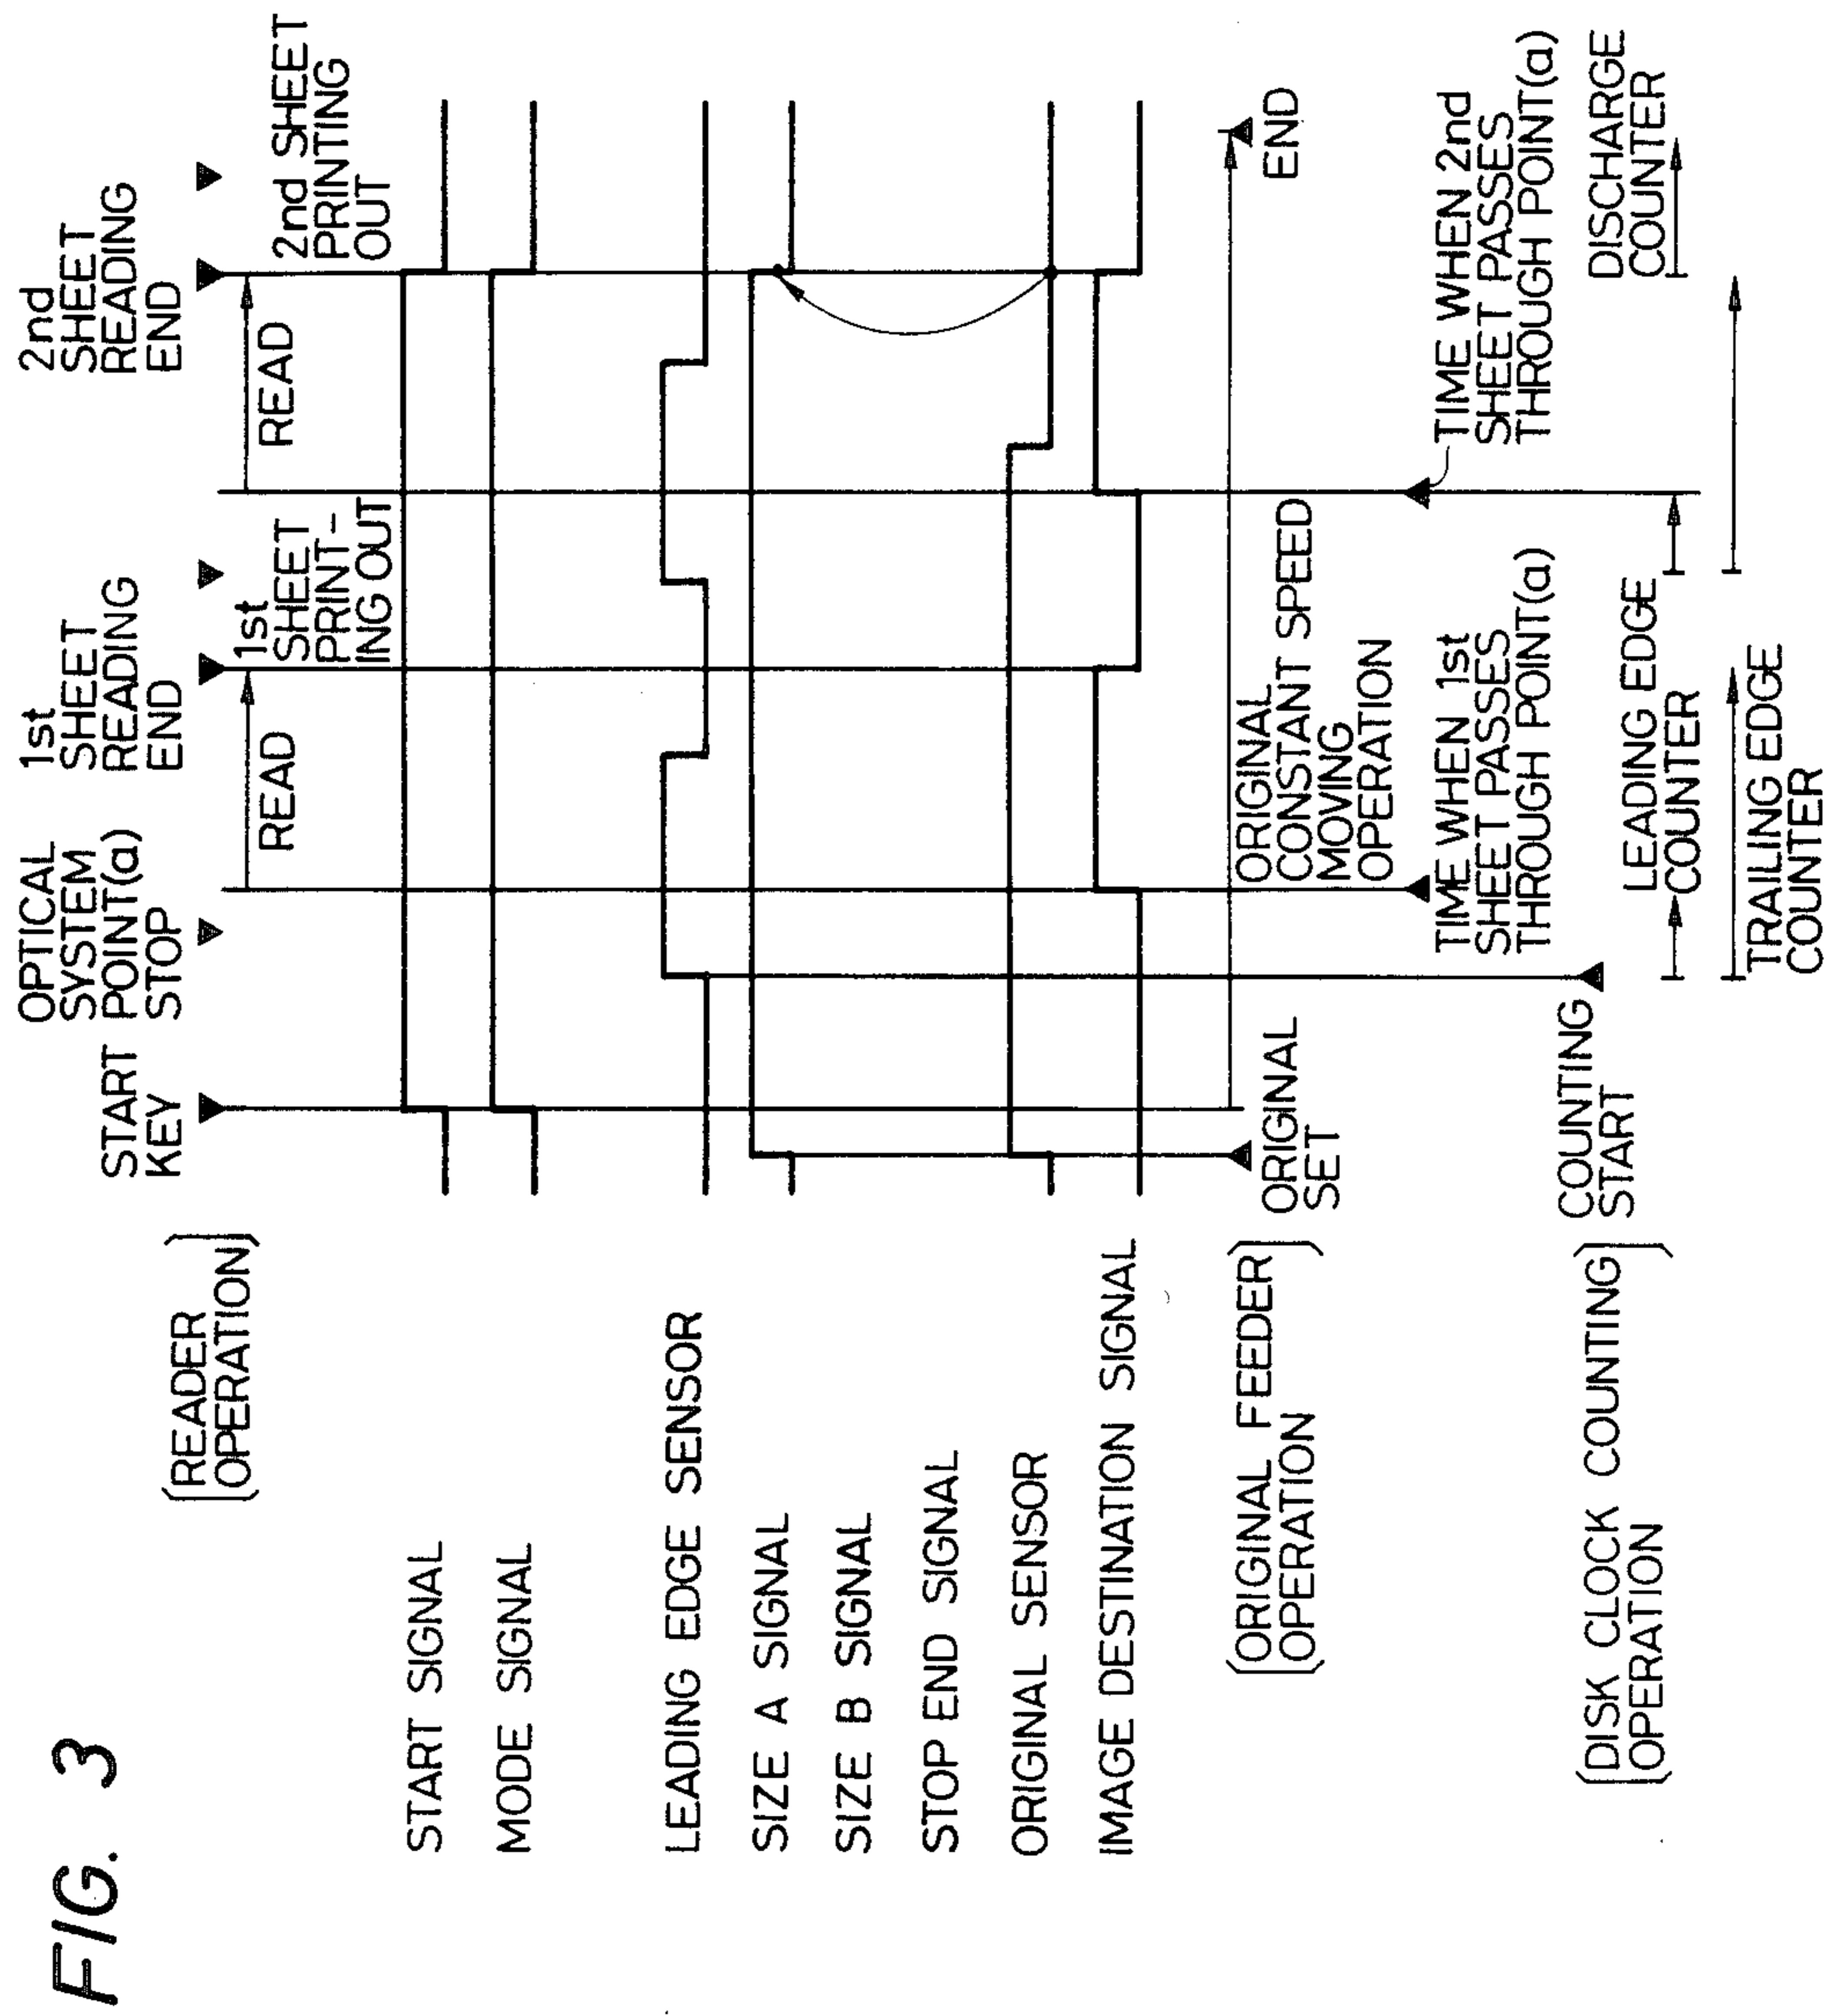 FIG. 3
START
KEY
OPTICAL
SYSTEM
POINT(a)
STOP
1st
SHEET
READING
END
2nd
SHEET
READING
END
(READER
OPERATION)
READ
1st
SHEET
PRINT-
ING OUT
READ
2nd SHEET
PRINTING
OUT
START SIGNAL
MODE SIGNAL
LEADING EDGE SENSOR
SIZE A SIGNAL
SIZE B SIGNAL
STOP END SIGNAL
ORIGINAL SENSOR
IMAGE DESTINATION SIGNAL
(ORIGINAL FEEDER
OPERATION)
ORIGINAL
SET
ORIGINAL
CONSTANT SPEED
MOVING
OPERATION
END
TIME WHEN 1st
SHEET PASSES
THROUGH POINT(a)
TIME WHEN 2nd
SHEET PASSES
THROUGH POINT(a)
(DISK CLOCK COUNTING
OPERATION)
COUNTING
START
LEADING EDGE
COUNTER
DISCHARGE
COUNTER
TRAILING EDGE
COUNTER